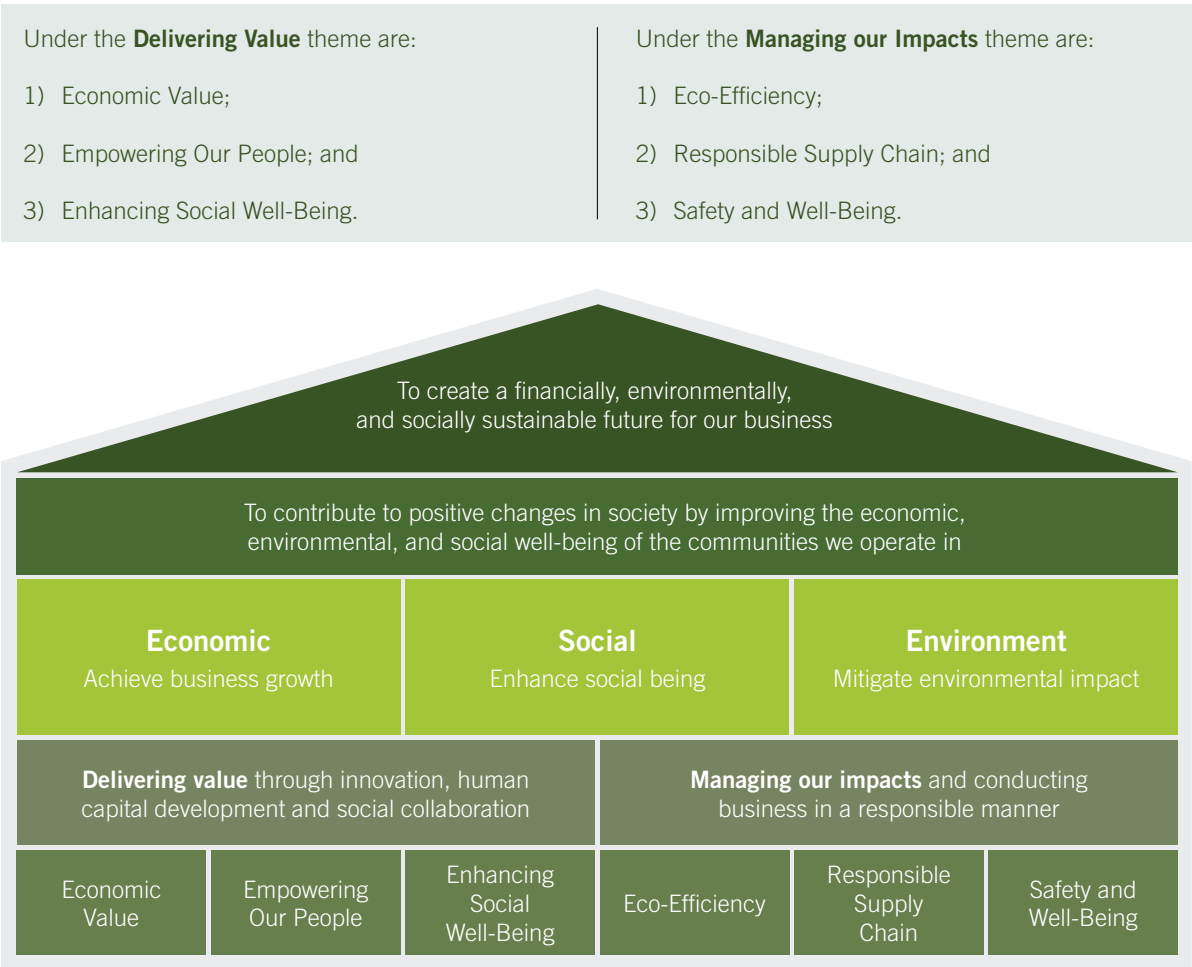 Under the Delivering Value theme are:
1) Economic Value;
2) Empowering Our People; and
3) Enhancing Social Well-Being.
Under the Managing our Impacts theme are:
1) Eco-Efficiency;
2) Responsible Supply Chain; and
3) Safety and Well-Being.
To create a financially, environmentally,
and socially sustainable future for our business
To contribute to positive changes in society by improving the economic,
environmental, and social well-being of the communities we operate in
Economic
Achieve business growth
Social
Enhance social being
Environment
Mitigate environmental impact
Delivering value through innovation, human
capital development and social collaboration
Managing our impacts and conducting
business in a responsible manner
Economic
Value
Empowering
Our People
Enhancing
Social
Well-Being
Eco-Efficiency
Responsible
Supply
Chain
Safety and
Well-Being